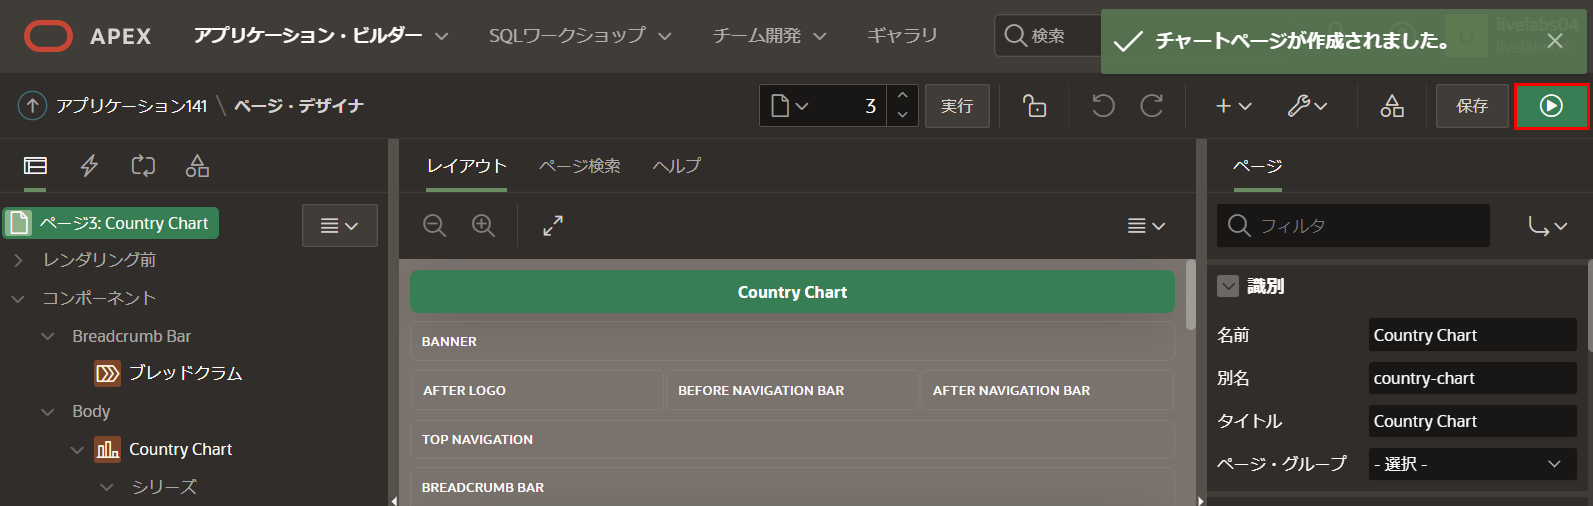 APEX アプリケーション・ビルダー SQLワークショップ チーム開発 ギャラリ 検索 チャートページが作成されました。 livelabs04
アプリケーション141 \ ページ・デザイナ 3 実行 保存
レイアウト ページ検索 ヘルプ ページ
ページ3: Country Chart フィルタ
レンダリング前
コンポーネント Country Chart 識別
Breadcrumb Bar BANNER 名前 Country Chart
ブレッドクラム AFTER LOGO BEFORE NAVIGATION BAR AFTER NAVIGATION BAR 別名 country-chart
Body タイトル Country Chart
Country Chart TOP NAVIGATION ページ・グループ - 選択 -
シリーズ BREADCRUMB BAR